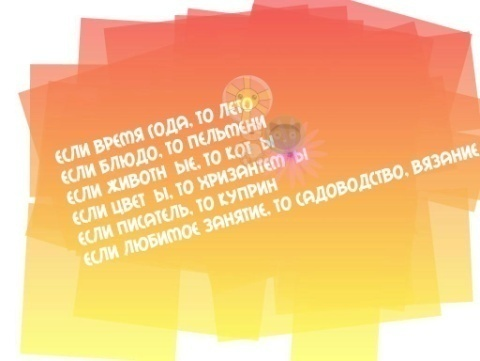 ЕСЛИ ВРЕМЯ ГОДА, ТО ЛЕТО
ЕСЛИ БЛЮДО, ТО ПЕЛЬМЕНИ
ЕСЛИ ЖИВОТН ЫЕ, ТО КОТ Ы
ЕСЛИ ЦВЕТ Ы, ТО ХРИЗАНТЕМ Ы
ЕСЛИ ПИСАТЕЛЬ, ТО КУПРИН
ЕСЛИ ЛЮБИМОЕ ЗАНЯТИЕ, ТО САДОВОДСТВО, ВЯЗАНИЕ